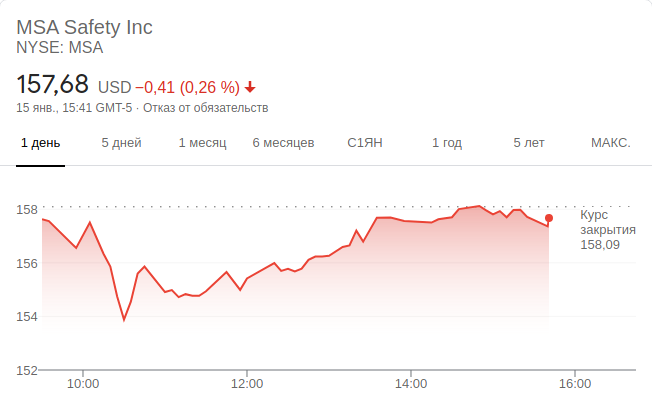 MSA Safety Inc
NYSE: MSA
157,68 USD −0,41 (0,26 %)
15 янв., 15:41 GMT-5 · Отказ от обязательств
1 день 5 дней 1 месяц 6 месяцев С1ЯН 1 год 5 лет МАКС.
158
Курс
закрытия
158,09
156
154
152
10:00 12:00 14:00 16:00